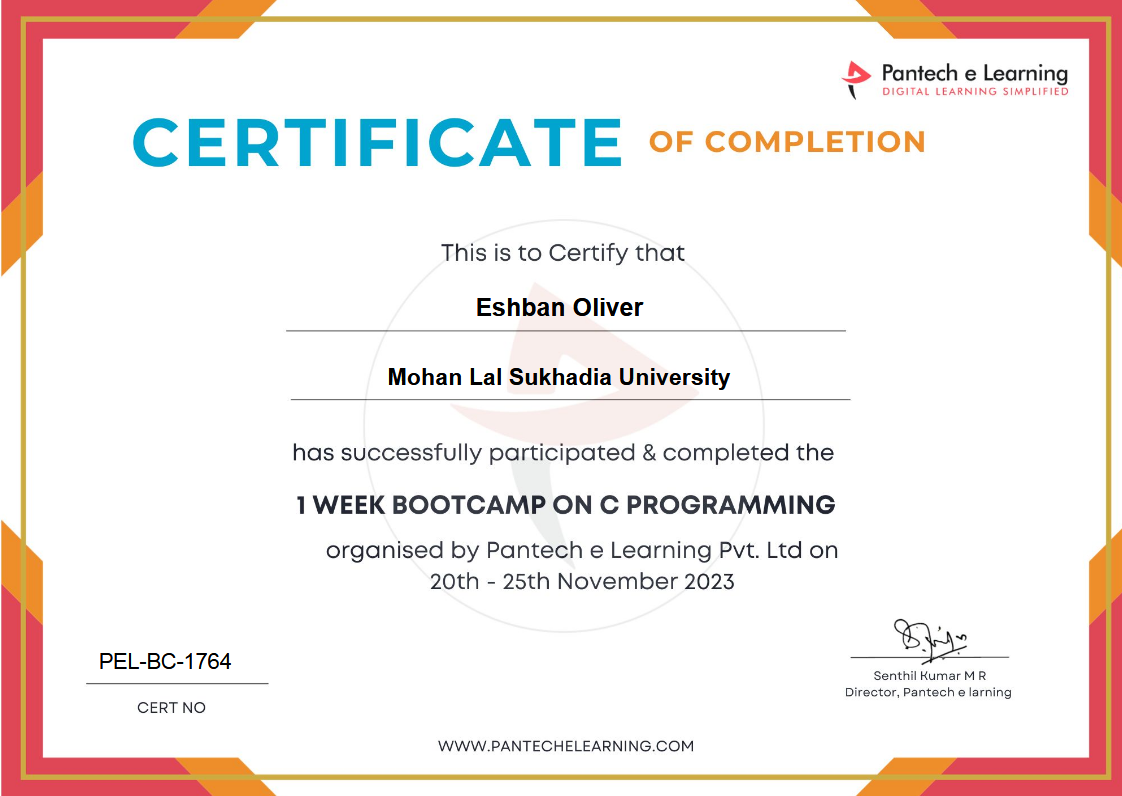 Pantech e Learning
DIGITAL LEARNING SIMPLIFIED
CERTIFICATE OF COMPLETION
This is to Certify that
Eshban Oliver
Mohan Lal Sukhadia University
has successfully participated & completed the
1 WEEK BOOTCAMP ON C PROGRAMMING
organised by Pantech e Learning Pvt. Ltd on
20th - 25th November 2023
PEL-BC-1764
CERT NO
Senthil Kumar M R
Director, Pantech e larning
WWW.PANTECHELEARNING.COM